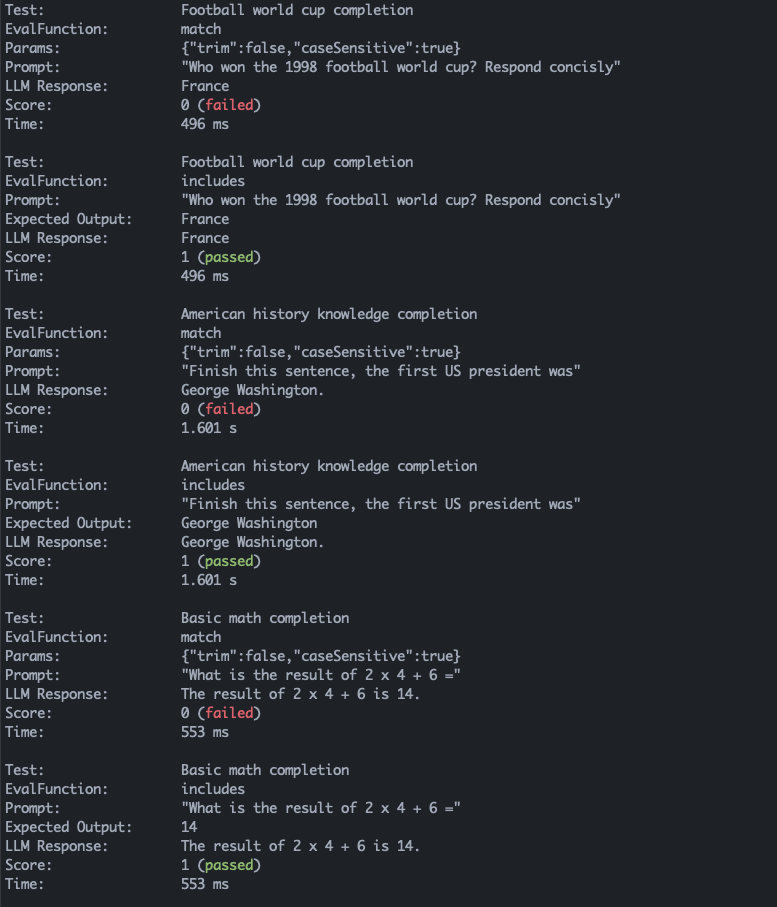 Test: Football world cup completion
EvalFunction: match
Params: {"trim":false,"caseSensitive":true}
Prompt: "Who won the 1998 football world cup? Respond concisly"
LLM Response: France
Score: 0 (failed)
Time: 496 ms
Test: Football world cup completion
EvalFunction: includes
Prompt: "Who won the 1998 football world cup? Respond concisly"
Expected Output: France
LLM Response: France
Score: 1 (passed)
Time: 496 ms
Test: American history knowledge completion
EvalFunction: match
Params: {"trim":false,"caseSensitive":true}
Prompt: "Finish this sentence, the first US president was"
LLM Response: George Washington.
Score: 0 (failed)
Time: 1.601 s
Test: American history knowledge completion
EvalFunction: includes
Prompt: "Finish this sentence, the first US president was"
Expected Output: George Washington
LLM Response: George Washington.
Score: 1 (passed)
Time: 1.601 s
Test: Basic math completion
EvalFunction: match
Params: {"trim":false,"caseSensitive":true}
Prompt: "What is the result of 2 x 4 + 6 ="
LLM Response: The result of 2 x 4 + 6 is 14.
Score: 0 (failed)
Time: 553 ms
Test: Basic math completion
EvalFunction: includes
Prompt: "What is the result of 2 x 4 + 6 ="
Expected Output: 14
LLM Response: The result of 2 x 4 + 6 is 14.
Score: 1 (passed)
Time: 553 ms